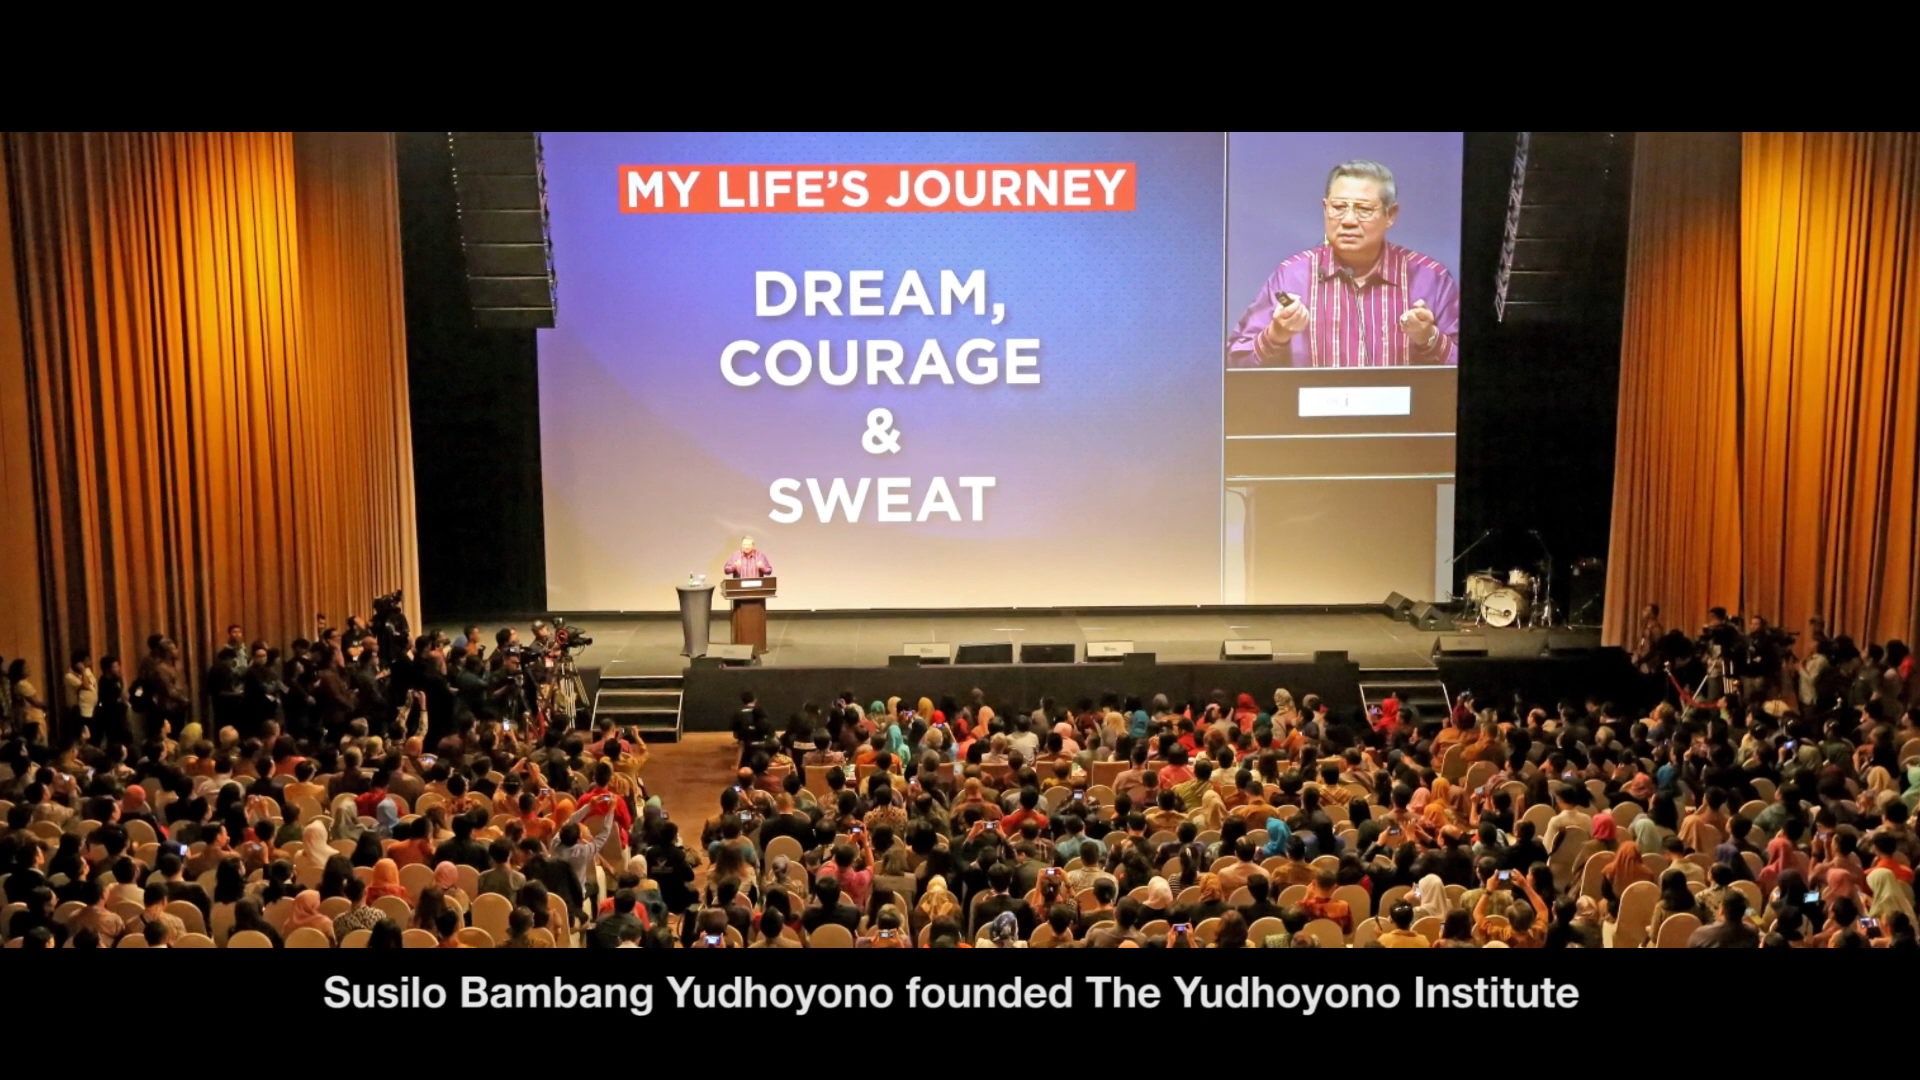 MY LIFE'S JOURNEY
DREAM,
COURAGE
&
SWEAT
Susilo Bambang Yudhoyono founded The Yudhoyono Institute